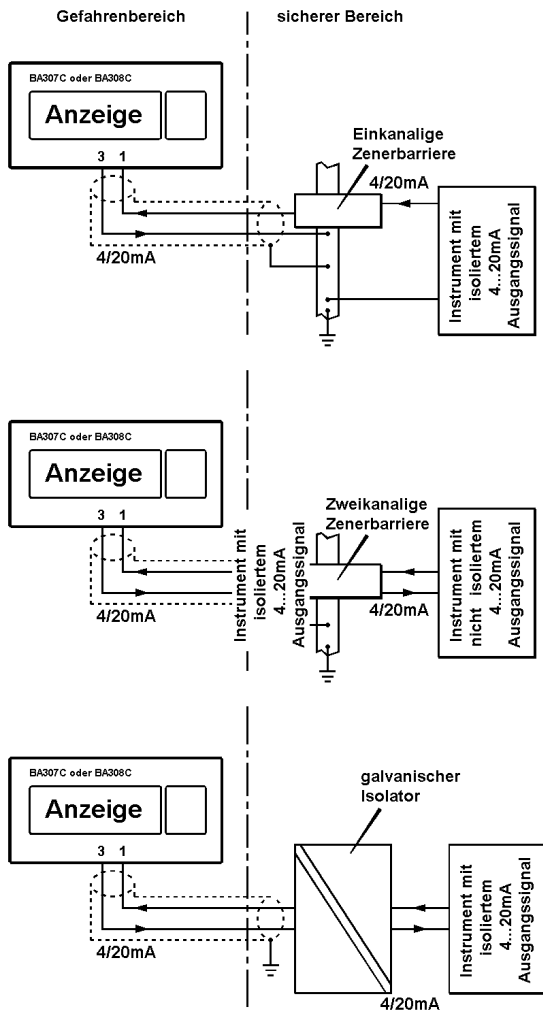 Gefahrenbereich
sicherer Bereich
BA307C oder BA308C
Anzeige
3 1
4/20mA
Einkanalige
Zenerbarriere
4/20mA
Instrument mit
isoliertem
4...20mA
Ausgangssignal
BA307C oder BA308C
Anzeige
3 1
4/20mA
Instrument mit
isoliertem
4...20mA
Ausgangssignal
Zweikanalige
Zenerbarriere
4/20mA
Instrument mit
nicht isoliertem
4...20mA
Ausgangssignal
BA307C oder BA308C
Anzeige
3 1
4/20mA
galvanischer
Isolator
4/20mA
Instrument mit
isoliertem
4...20mA
Ausgangssignal